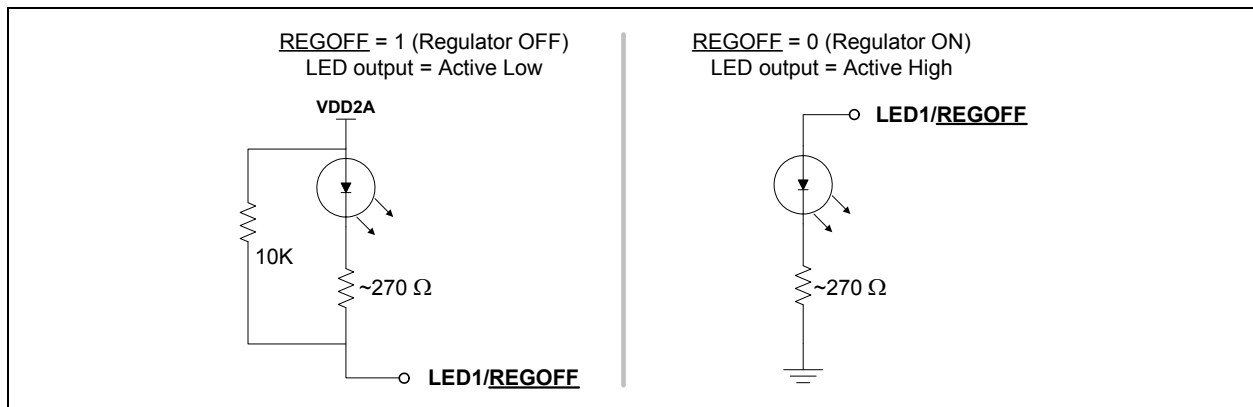 REGOFF = 1 (Regulator OFF)
LED output = Active Low
VDD2A
10K
~270 Ω
LED1/REGOFF
REGOFF = 0 (Regulator ON)
LED output = Active High
LED1/REGOFF
~270 Ω